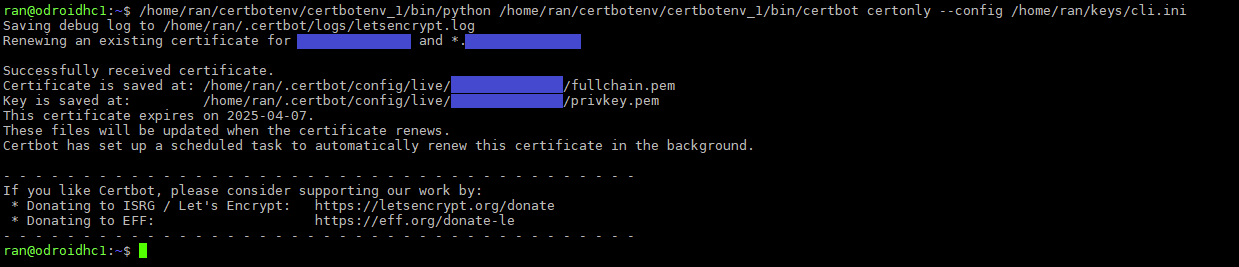 ran@odroidhc1:~$ /home/ran/certbotenv/certbotenv_1/bin/python /home/ran/certbotenv/certbotenv_1/bin/certbot certonly --config /home/ran/keys/cli.ini
Saving debug log to /home/ran/.certbot/logs/letsencrypt.log
Renewing an existing certificate for and *.
Successfully received certificate.
Certificate is saved at: /home/ran/.certbot/config/live/ /fullchain.pem
Key is saved at: /home/ran/.certbot/config/live/ /privkey.pem
This certificate expires on 2025-04-07.
These files will be updated when the certificate renews.
Certbot has set up a scheduled task to automatically renew this certificate in the background.
- - - - - - - - - - - - - - - - - - - - - - - - - - - - - - - - - - - - - - - -
If you like Certbot, please consider supporting our work by:
* Donating to ISRG / Let's Encrypt: https://letsencrypt.org/donate
* Donating to EFF: https://eff.org/donate-le
- - - - - - - - - - - - - - - - - - - - - - - - - - - - - - - - - - - - - - - -
ran@odroidhc1:~$